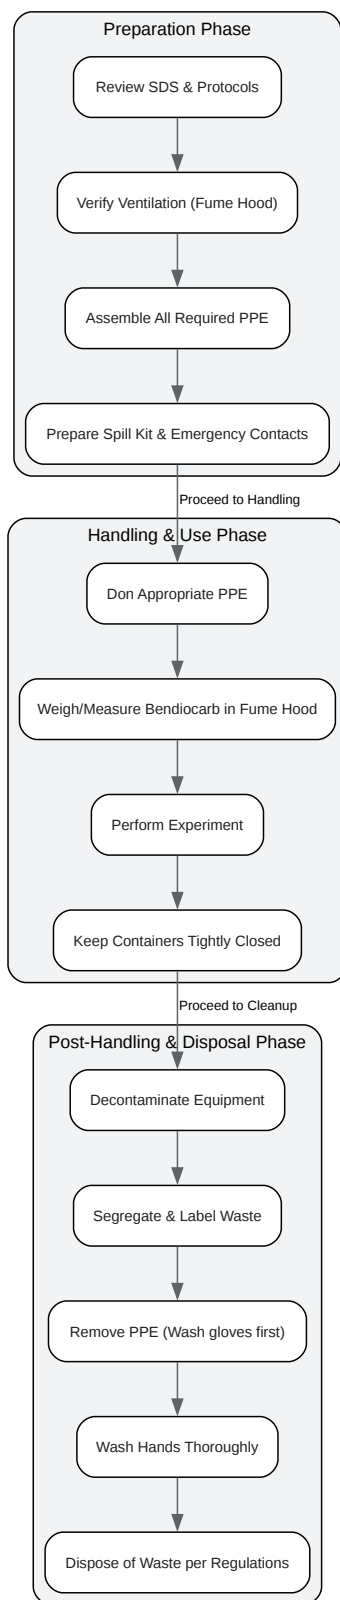 Preparation Phase
Review SDS & Protocols
Verify Ventilation (Fume Hood)
Assemble All Required PPE
Prepare Spill Kit & Emergency Contacts
Proceed to Handling
Handling & Use Phase
Don Appropriate PPE
Weigh/Measure Bendiocarb in Fume Hood
Perform Experiment
Keep Containers Tightly Closed
Proceed to Cleanup
Post-Handling & Disposal Phase
Decontaminate Equipment
Segregate & Label Waste
Remove PPE (Wash gloves first)
Wash Hands Thoroughly
Dispose of Waste per Regulations